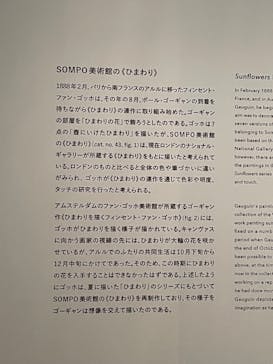 SOMPO美術館の《ひまわり》
1888年2月、パリから南フランスのアルルに移ったフィンセント・
ファン・ゴッホは、その年の8月、ポール・ゴーギャンの到着を
待ちながら《ひまわり》の連作に取り組み始めた。ゴーギャン
の部屋を「ひまわりの花」で飾ろうとしたのである。ゴッホは7
点の「壺にいけたひまわり」を描いたが、SOMPO美術館
の《ひまわり》(cat. no. 43, fig. 1)は、現在ロンドンのナショナル・
ギャラリーが所蔵する《ひまわり》をもとに描いたと考えられて
いる。ロンドンのものと比べると全体の色や筆づかいに違い
がみられ、ゴッホが《ひまわり》の連作を通じて色彩や明度、
タッチの研究を行ったと考えられる。
アムステルダムのファン・ゴッホ美術館が所蔵するゴーギャン
作《ひまわりを描くフィンセント・ファン・ゴッホ》(fig. 2)には、
ゴッホがひまわりを描く様子が描かれている。キャンヴァス
に向かう画家の視線の先には、ひまわりが大輪の花を咲か
せているが、アルルでのふたりの共同生活は10月下旬から
12月中旬にかけてであった。そのため、この時期にひまわり
の花を入手することはできなかったはずである。上述したように
ゴッホは、夏に描いた「ひまわり」のシリーズにもとづいて
SOMPO美術館の《ひまわり》を再制作しており、その様子を
ゴーギャンは想像を交えて描いたのである。
Sunflowers
In February 1888
France, and in Au
Gauguin, he began
aim was to decora
seven versions of
belonging to Som
been based on th
National Gallery
however, there a
the paintings in th
Sunflowers series
and touch.
Gauguin's painti
collection of the
work painting su
fixed on a numb
period when Gau
the end of Octob
been possible to
above, at the tim
now in the collec
working on a rep
he had done mo
Gauguin depicte
imagination as he